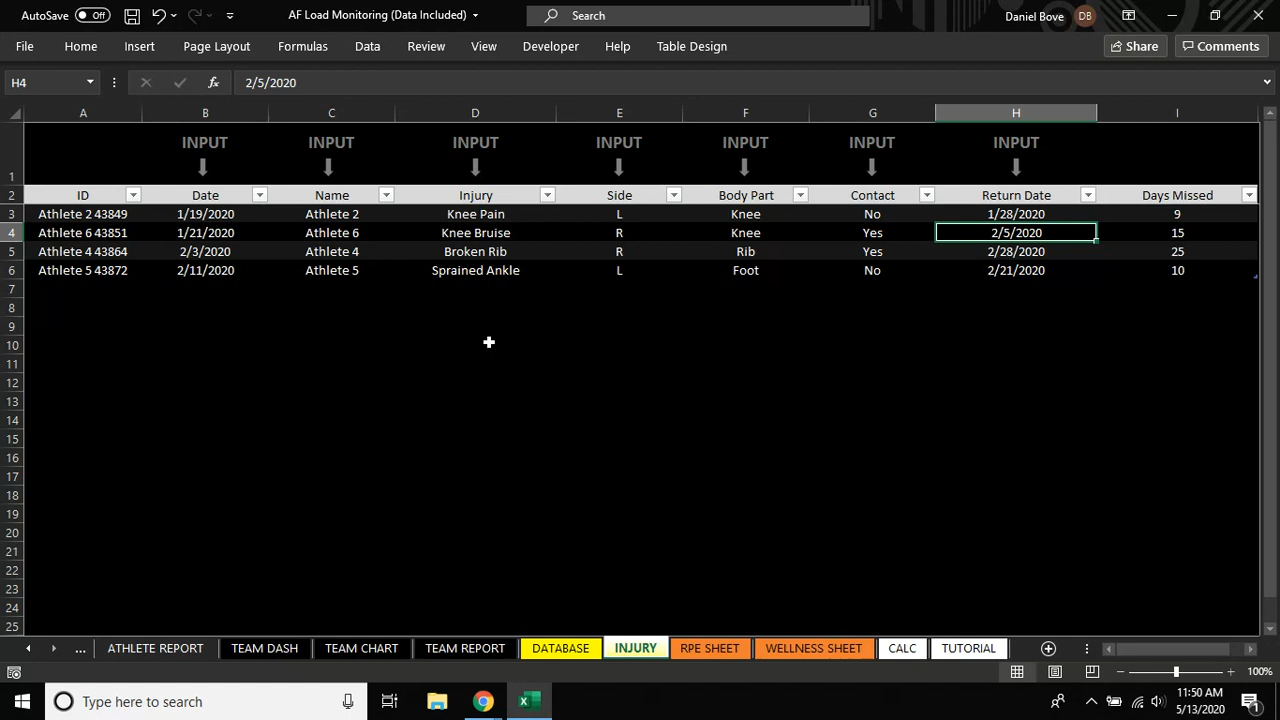 AutoSave Off AF Load Monitoring (Data Included) Search Daniel Bove DB
File Home Insert Page Layout Formulas Data Review View Developer Help Table Design Share Comments
H4 fx 2/5/2020
A B C D E F G H I
INPUT INPUT INPUT INPUT INPUT INPUT INPUT
1
2 ID Date Name Injury Side Body Part Contact Return Date Days Missed
3 Athlete 2 43849 1/19/2020 Athlete 2 Knee Pain L Knee No 1/28/2020 9
4 Athlete 6 43851 1/21/2020 Athlete 6 Knee Bruise R Knee Yes 2/5/2020 15
5 Athlete 4 43864 2/3/2020 Athlete 4 Broken Rib R Rib Yes 2/28/2020 25
6 Athlete 5 43872 2/11/2020 Athlete 5 Sprained Ankle L Foot No 2/21/2020 10
7
8
9
10
11
12
13
14
15
16
17
18
19
20
21
22
23
24
25
... ATHLETE REPORT TEAM DASH TEAM CHART TEAM REPORT DATABASE INJURY RPE SHEET WELLNESS SHEET CALC TUTORIAL
100%
Type here to search
11:50 AM
5/13/2020 1